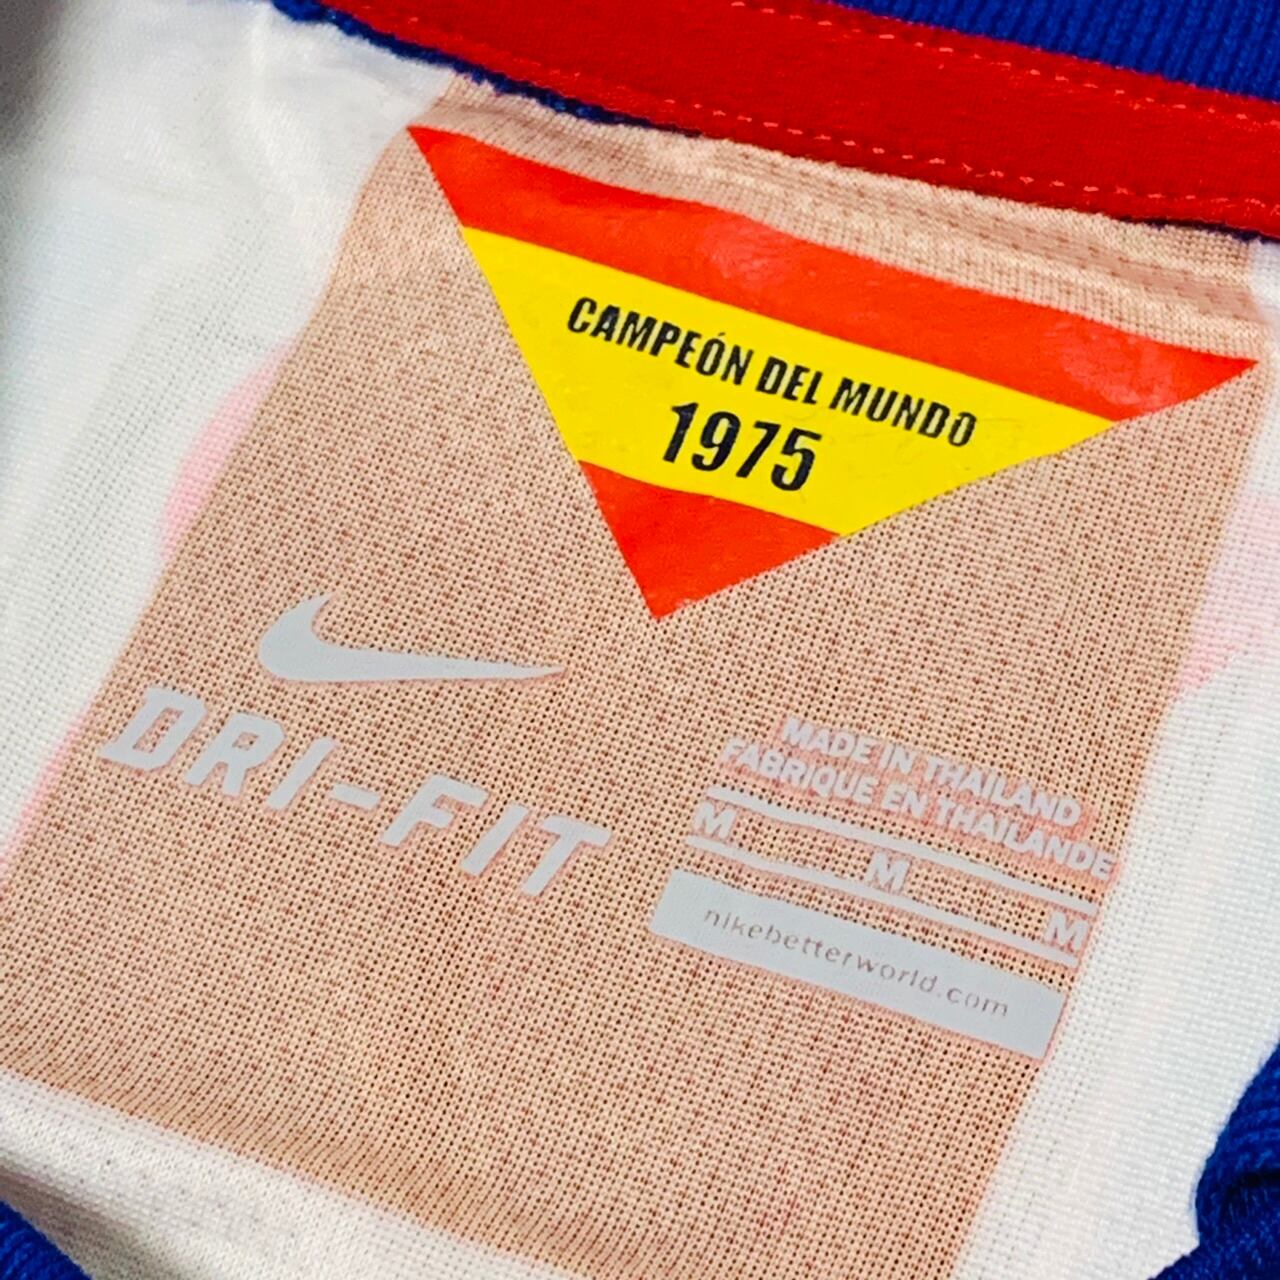 CAMPEÓN DEL MUNDO
1975
DRI-FIT
MADE IN THAILAND
FABRIQUE EN THAILANDE
M M M
nikebetterworld.com